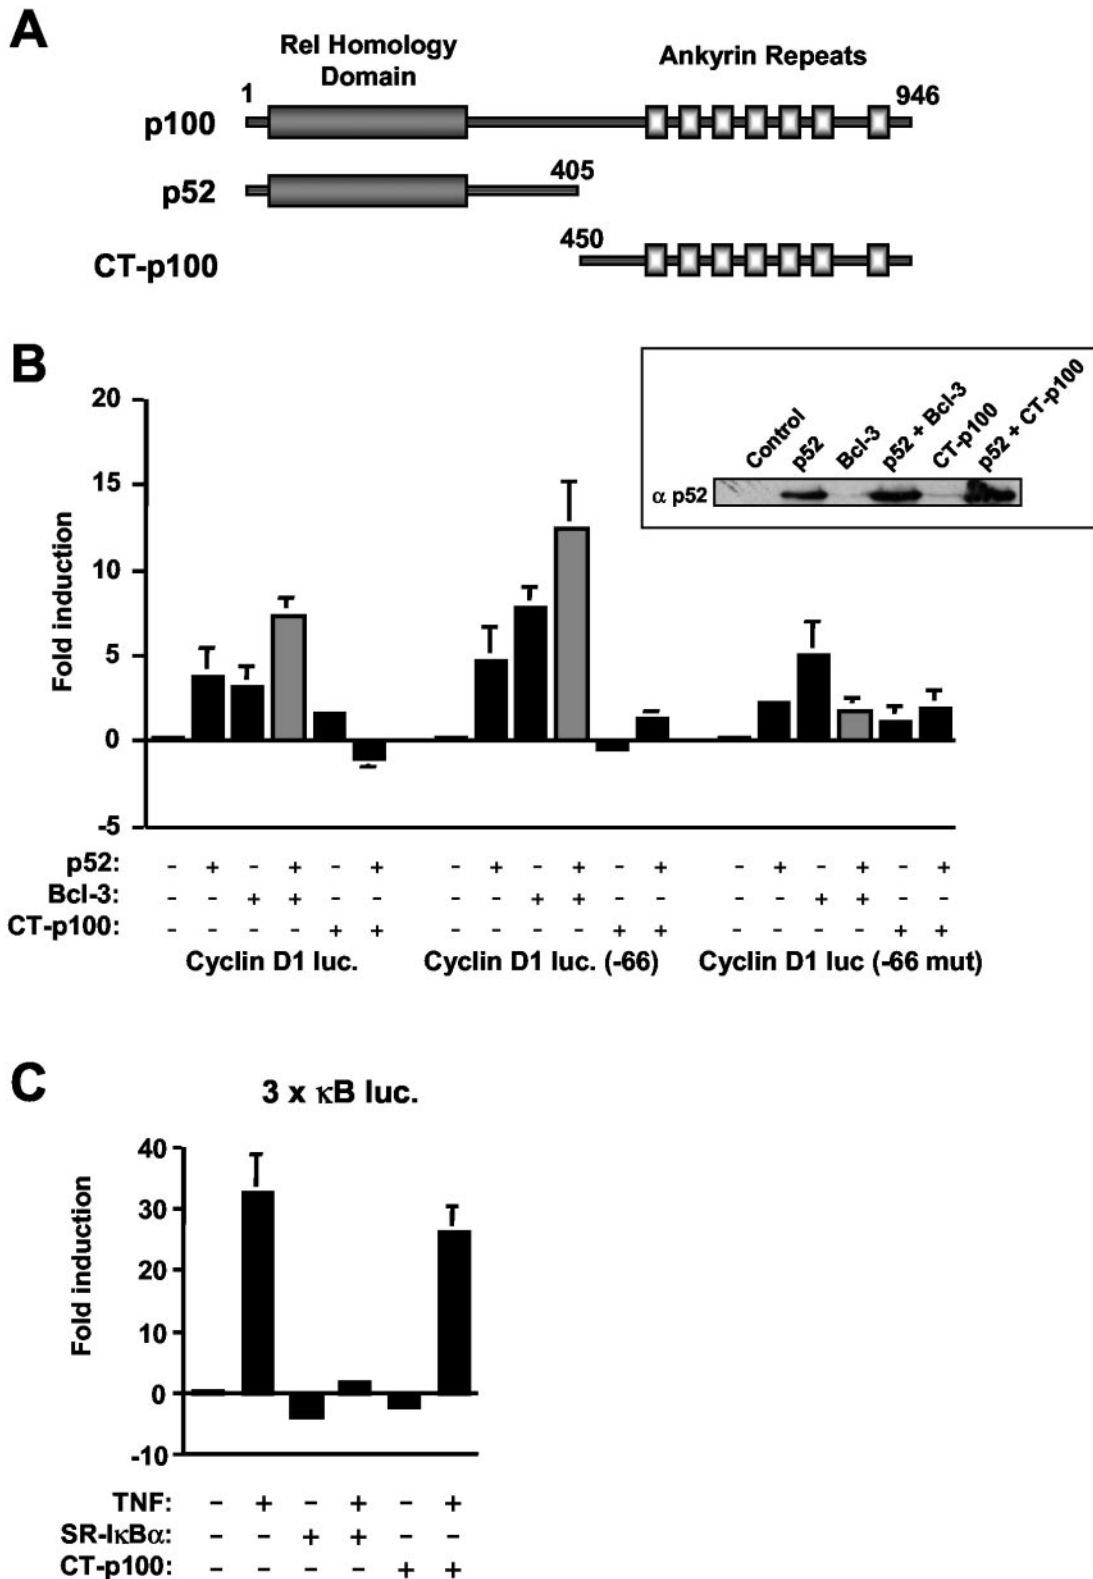 A
Rel Homology
Domain
Ankyrin Repeats
1
946
p100
405
p52
450
CT-p100
B
Control
p52
Bcl-3
p52 + Bcl-3
CT-p100
p52 + CT-p100
α p52
Fold induction
20
15
10
5
0
-5
p52: - + - + - + - + - + - + - + - + - +
Bcl-3: - - + + - - - - + + - - - - + + - -
CT-p100: - - - - + + - - - - + + - - - - + +
Cyclin D1 luc. Cyclin D1 luc. (-66) Cyclin D1 luc (-66 mut)
C
3 x κB luc.
Fold induction
40
30
20
10
0
-10
TNF: - + - + - +
SR-IκBα: - - + + - -
CT-p100: - - - - + +